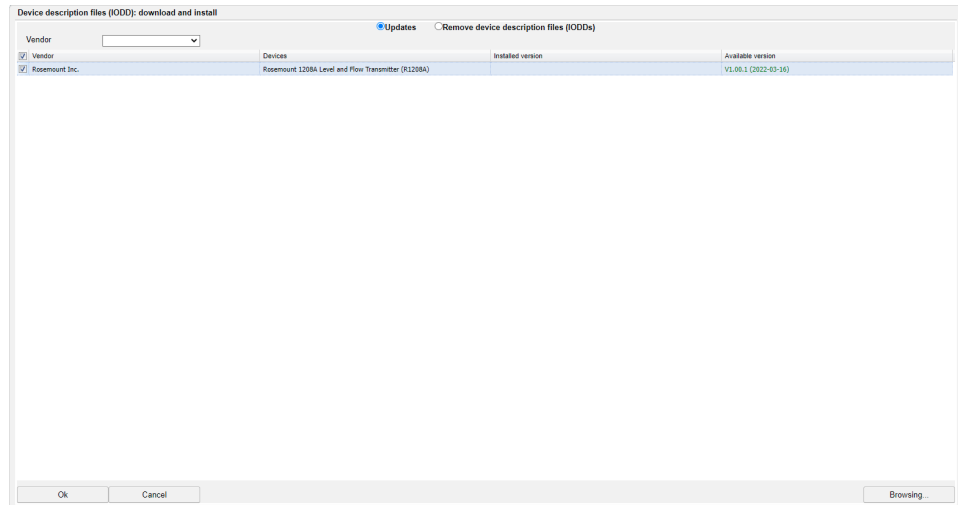 Device description files (IODD): download and install
Updates Remove device description files (IODDs)
Vendor
Vendor Devices Installed version Available version
Rosemount Inc. Rosemount 1208A Level and Flow Transmitter (R1208A) V1.00.1 (2022-03-16)
Ok Cancel Browsing...